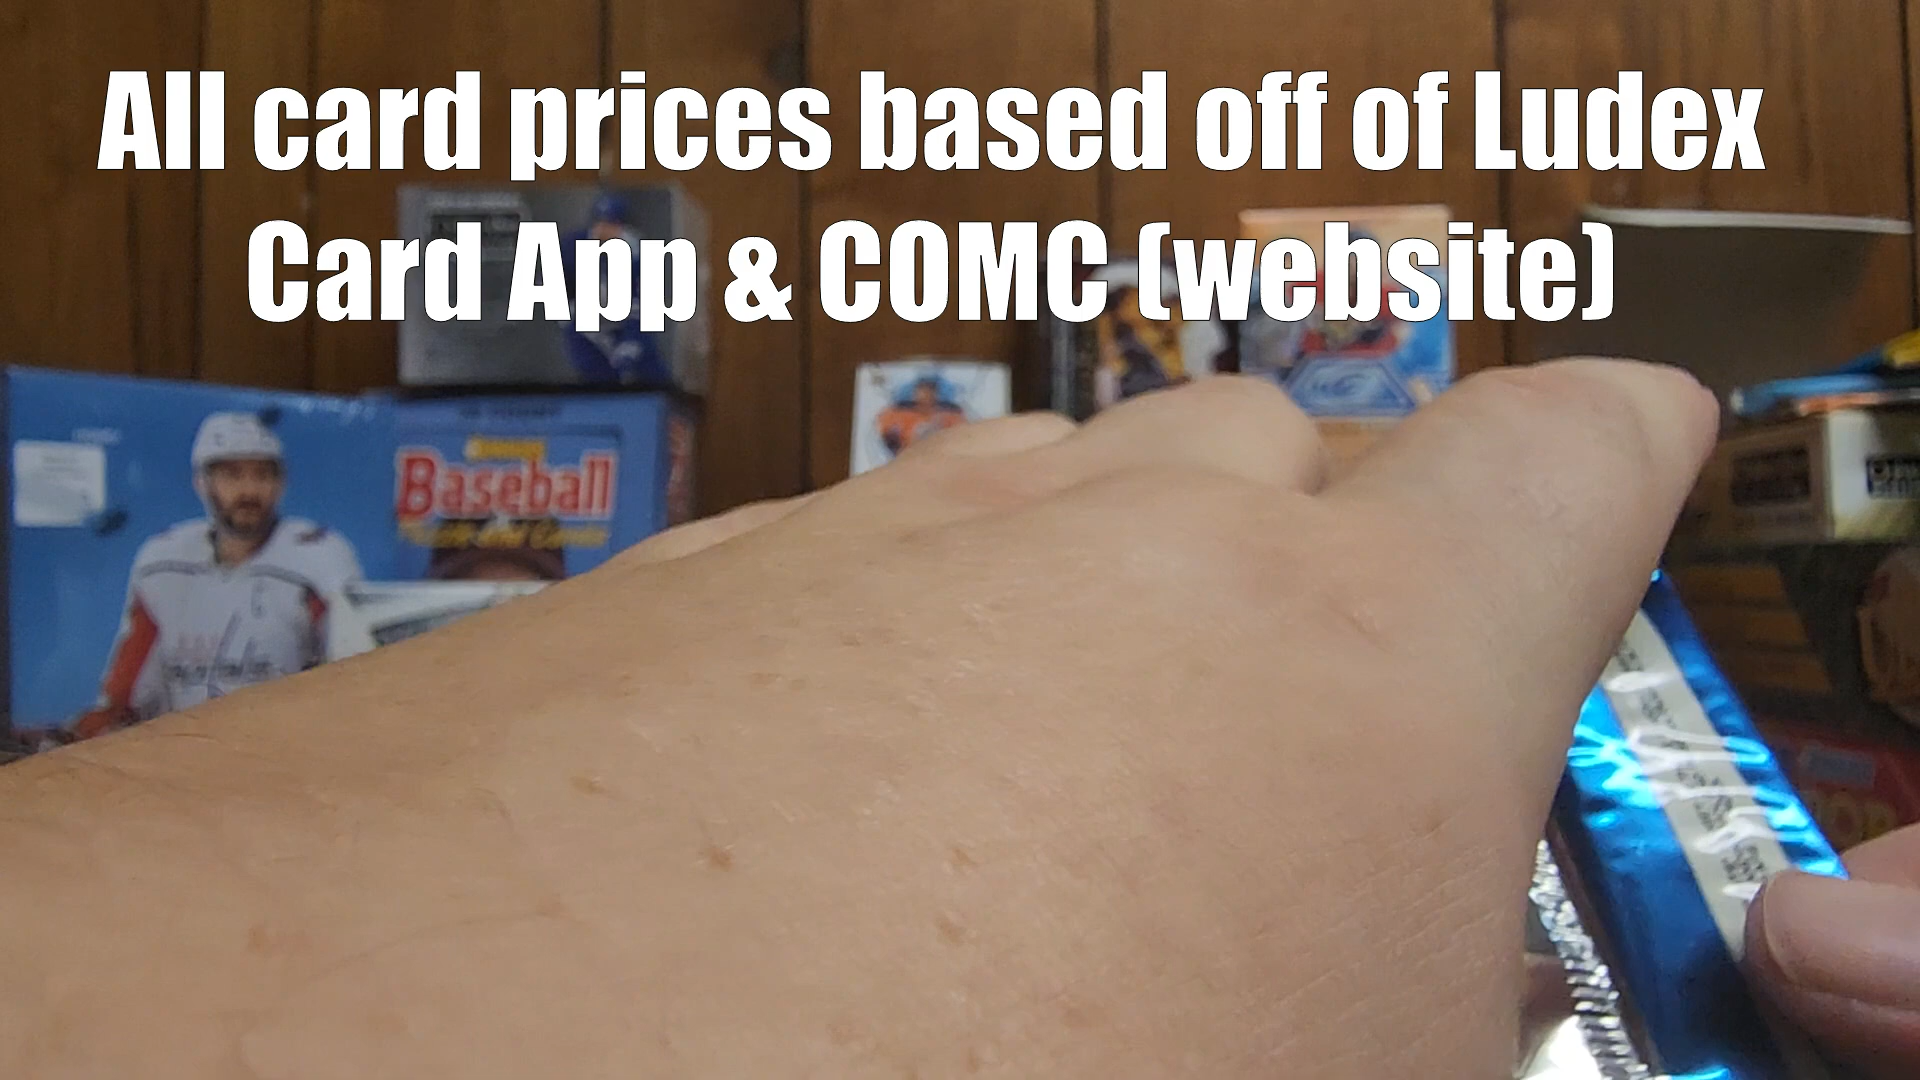 All card prices based off of Ludex
Card App & COMC (website)
Baseball